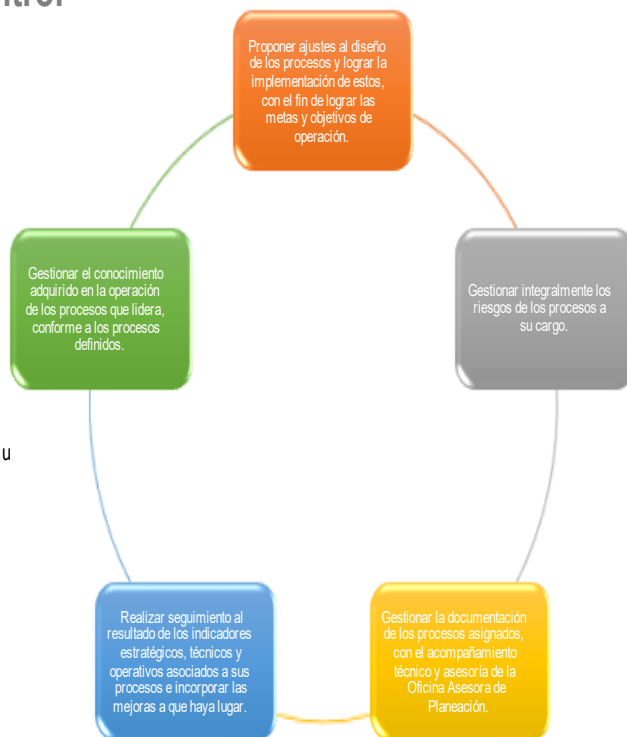 Proponer ajustes al diseño
de los procesos y lograr la
implementación de estos,
con el fin de lograr las
metas y objetivos de
operación.
Gestionar integralmente los
riesgos de los procesos a
su cargo.
Gestionar la documentación
de los procesos asignados,
con el acompañamiento
técnico y asesoría de la
Oficina Asesora de
Planeación.
Realizar seguimiento al
resultado de los indicadores
estratégicos, técnicos y
operativos asociados a sus
procesos e incorporar las
mejoras a que haya lugar.
Gestionar el conocimiento
adquirido en la operación
de los procesos que lidera,
conforme a los procesos
definidos.
u